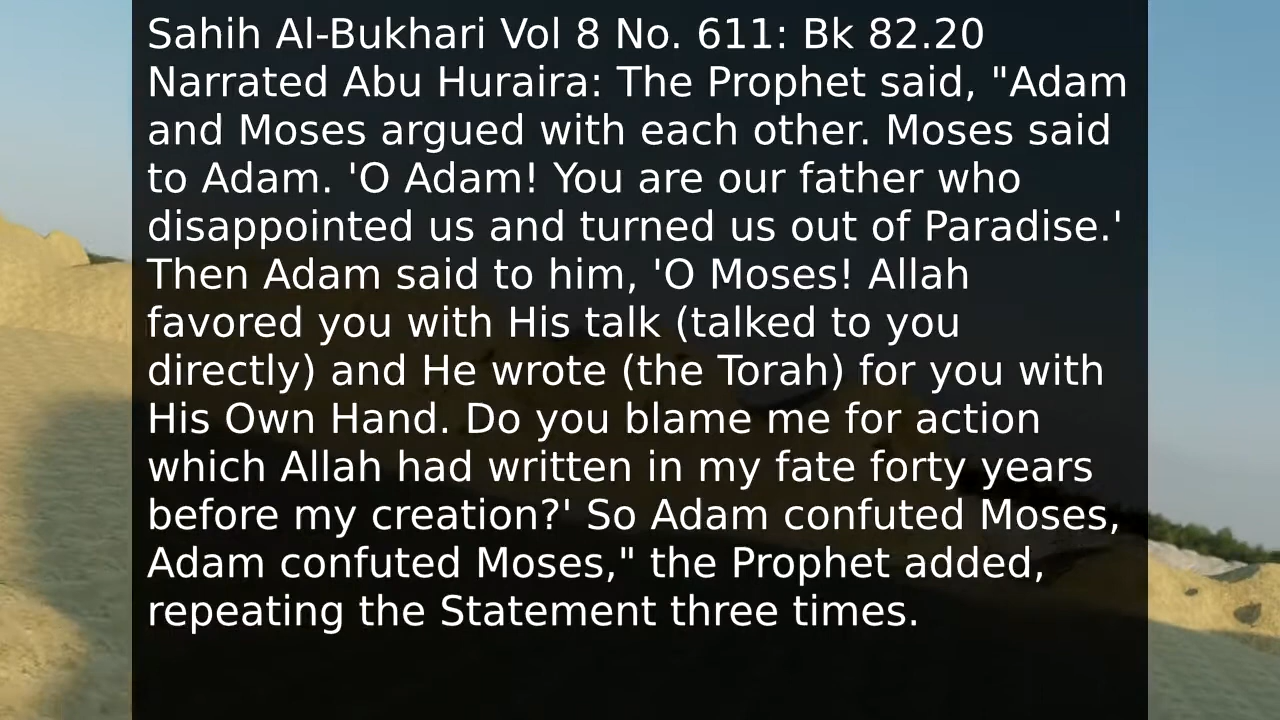 Sahih Al-Bukhari Vol 8 No. 611: Bk 82.20
Narrated Abu Huraira: The Prophet said, "Adam
and Moses argued with each other. Moses said
to Adam. 'O Adam! You are our father who
disappointed us and turned us out of Paradise.'
Then Adam said to him, 'O Moses! Allah
favored you with His talk (talked to you
directly) and He wrote (the Torah) for you with
His Own Hand. Do you blame me for action
which Allah had written in my fate forty years
before my creation?' So Adam confuted Moses,
Adam confuted Moses," the Prophet added,
repeating the Statement three times.